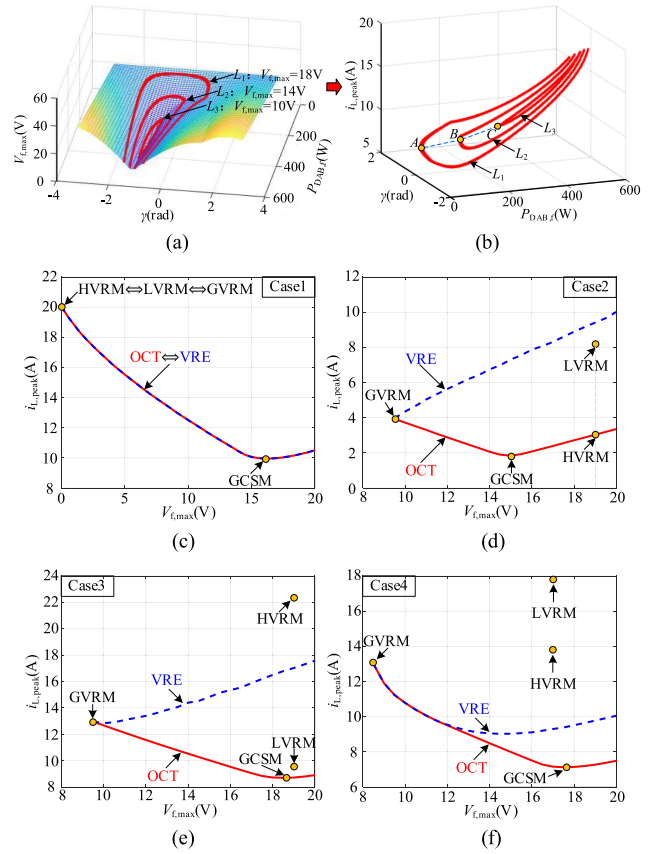 60
40
20
0
V_f,max(V)
-4
-2
0
2
4
γ(rad)
0
200
400
600
P_DAB,f(W)
L₁: V_f,max=18V
L₂: V_f,max=14V
L₃: V_f,max=10V
(a)
20
15
10
5
i_L,peak(A)
2
0
-2
γ(rad)
0
200
400
600
P_DAB,f(W)
A
B
C
L₁
L₂
L₃
(b)
Case1
HVRM⇔LVRM⇔GVRM
OCT⇔VRE
GCSM
22
20
18
16
14
12
10
8
i_L,peak(A)
0
5
10
15
20
V_f,max(V)
(c)
Case2
VRE
LVRM
GVRM
OCT
GCSM
HVRM
10
8
6
4
2
0
i_L,peak(A)
8
10
12
14
16
18
20
V_f,max(V)
(d)
Case3
HVRM
GVRM
VRE
LVRM
GCSM
OCT
24
22
20
18
16
14
12
10
8
i_L,peak(A)
8
10
12
14
16
18
20
V_f,max(V)
(e)
Case4
LVRM
GVRM
HVRM
VRE
OCT
GCSM
18
16
14
12
10
8
6
i_L,peak(A)
8
10
12
14
16
18
20
V_f,max(V)
(f)